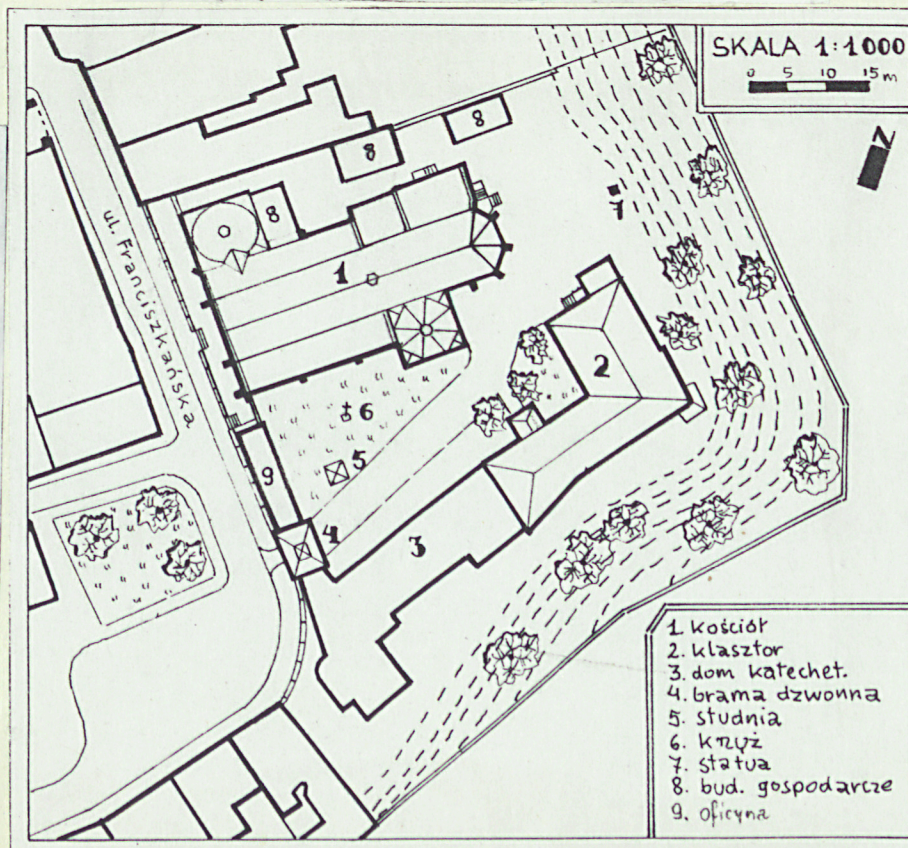 SKALA 1:1000
0 5 10 15 m
N
8
8
7
8
ul. Franciszkańska
1
2
6
5
9
4
3
1. kościół
2. klasztor
3. dom katechet.
4. brama dzwonna
5. studnia
6. krzyż
7. statua
8. bud. gospodarcze
9. oficyna